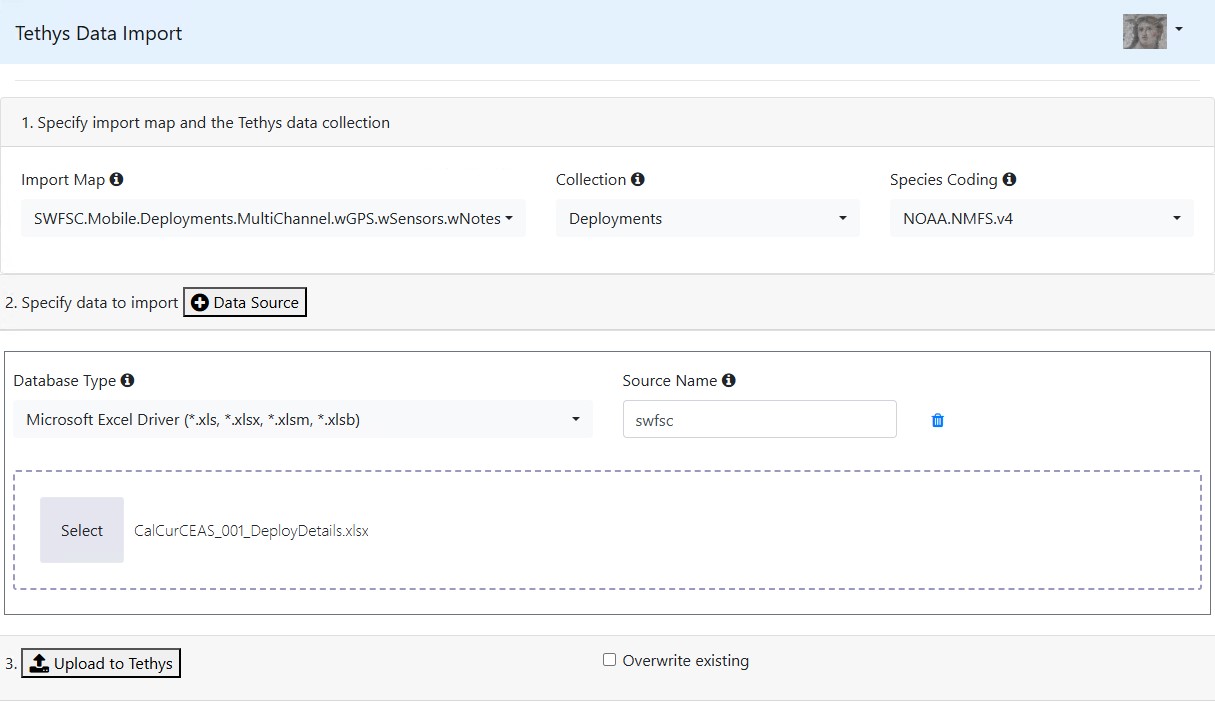 Tethys Data Import
1. Specify import map and the Tethys data collection
Import Map Collection Species Coding
SWFSC.Mobile.Deployments.MultiChannel.wGPS.wSensors.wNotes Deployments NOAA.NMFS.v4
2. Specify data to import Data Source
Database Type Source Name
Microsoft Excel Driver (*.xls, *.xlsx, *.xlsm, *.xlsb) swfsc
Select CalCurCEAS_001_DeployDetails.xlsx
3. Upload to Tethys Overwrite existing